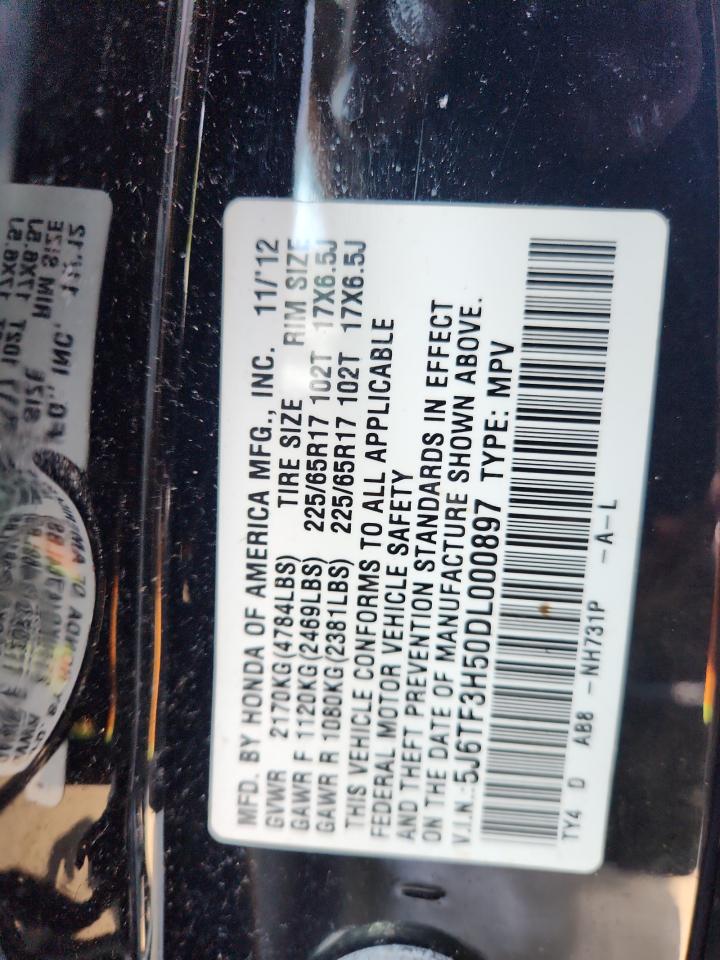 MFD. BY HONDA OF AMERICA MFG., INC. 11/'12
GVWR 2170KG(4784LBS) TIRE SIZE RIM SIZE
GAWR F 1120KG(2469LBS) 225/65R17 102T 17X6.5J
GAWR R 1080KG(2381LBS) 225/65R17 102T 17X6.5J
THIS VEHICLE CONFORMS TO ALL APPLICABLE
FEDERAL MOTOR VEHICLE SAFETY
AND THEFT PREVENTION STANDARDS IN EFFECT
ON THE DATE OF MANUFACTURE SHOWN ABOVE.
V.I.N.:5J6TF3H50DL000897 TYPE: MPV
TY4 D AB8 -NH731P -A-L